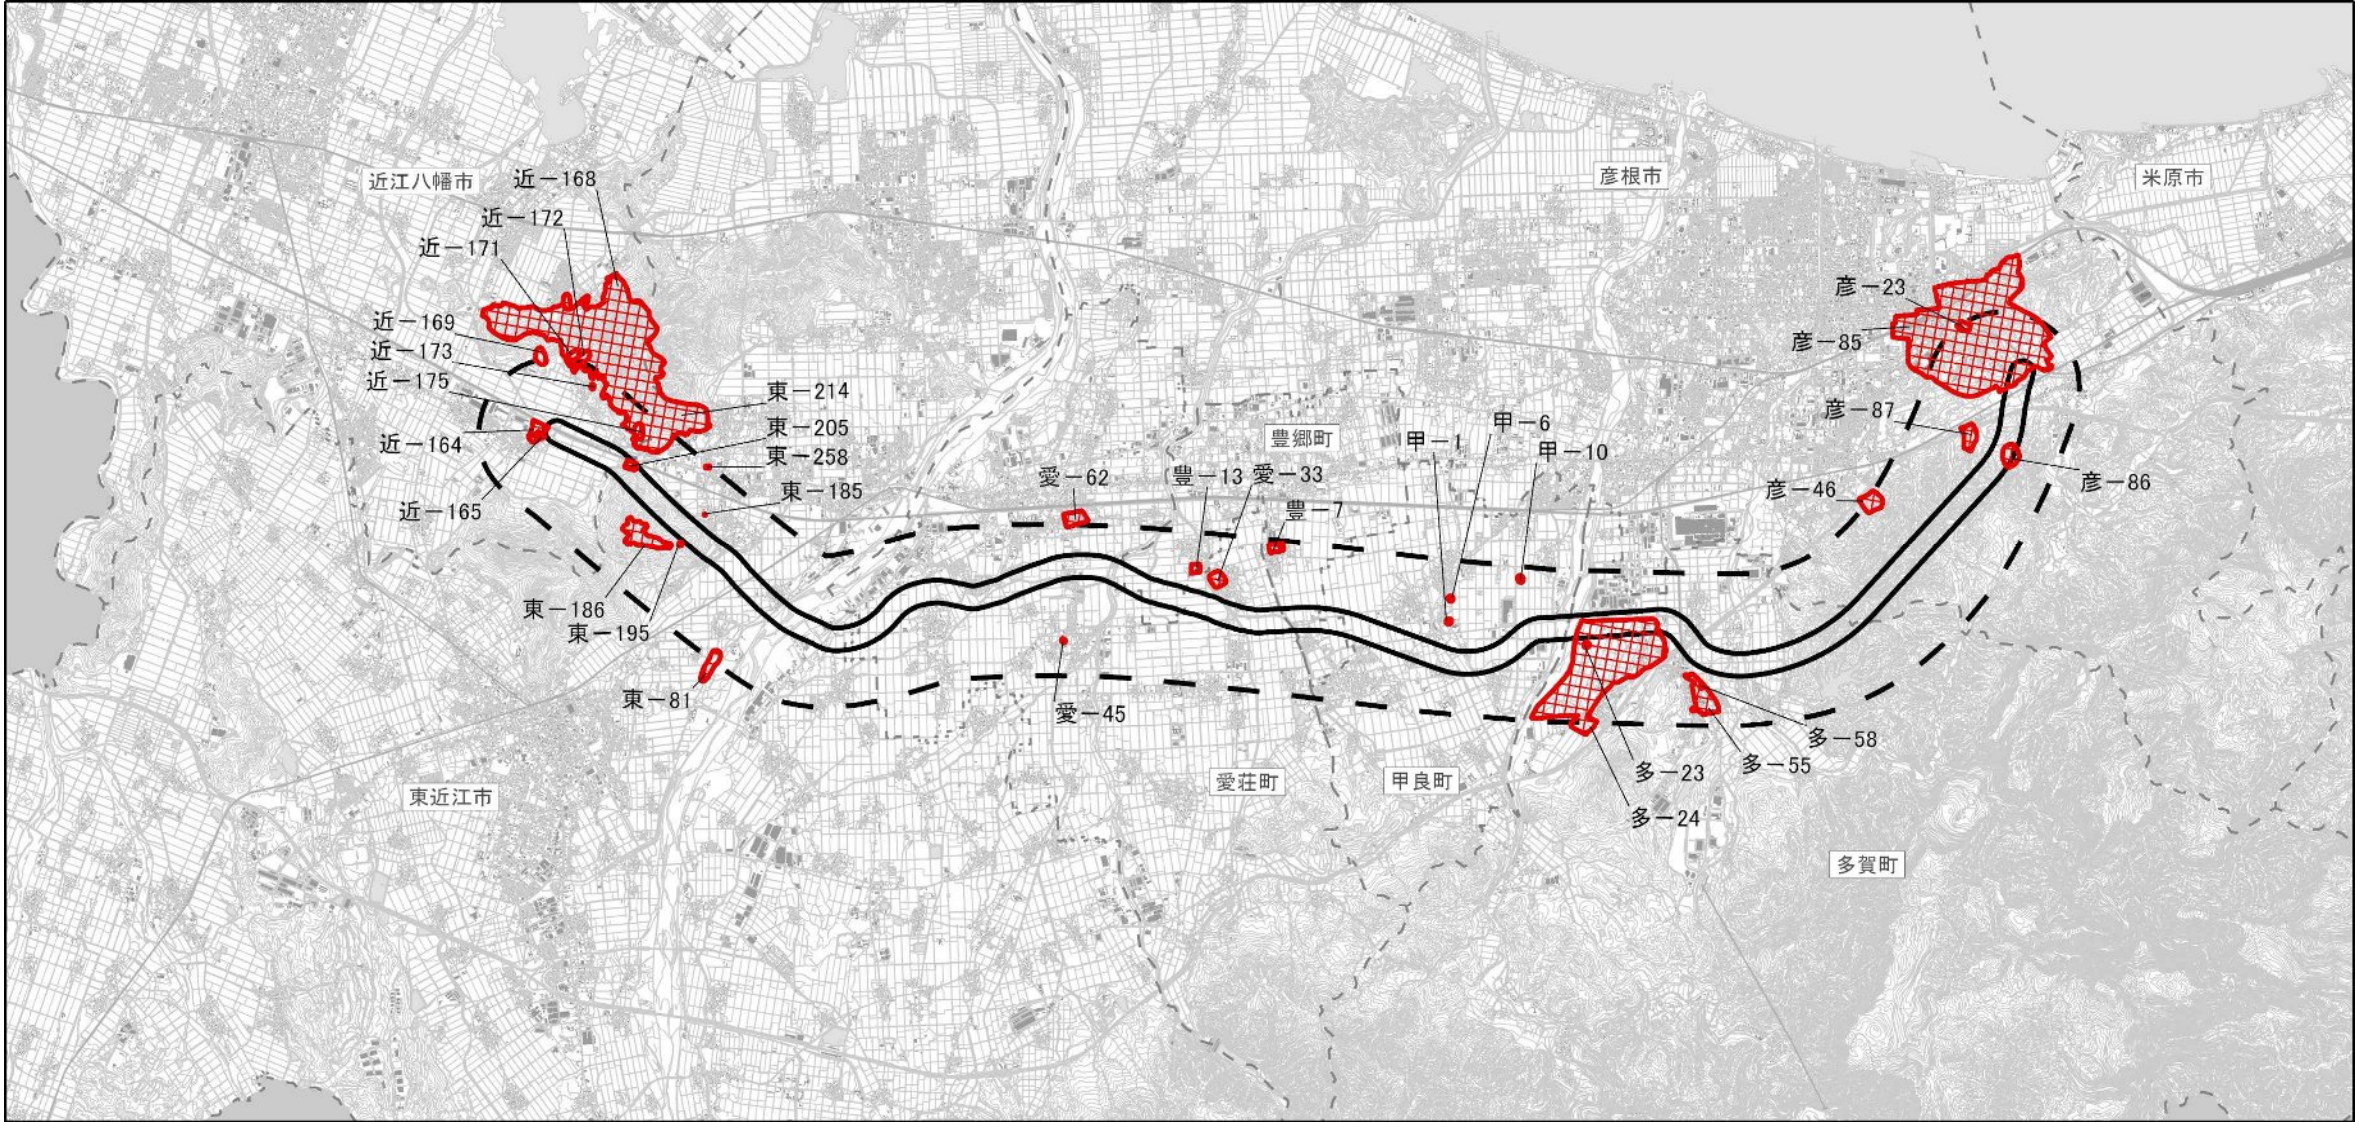 近江八幡市
近－168
近－172
近－171
近－169
近－173
近－175
近－164
近－165
東－214
東－205
東－258
東－185
東－186
東－195
東－81
東近江市
愛－62
豊－13
愛－33
豊－7
豊郷町
愛－45
愛荘町
甲－1
甲－6
甲－10
甲良町
彦根市
米原市
彦－23
彦－85
彦－87
彦－46
彦－86
多－58
多－55
多－23
多－24
多賀町